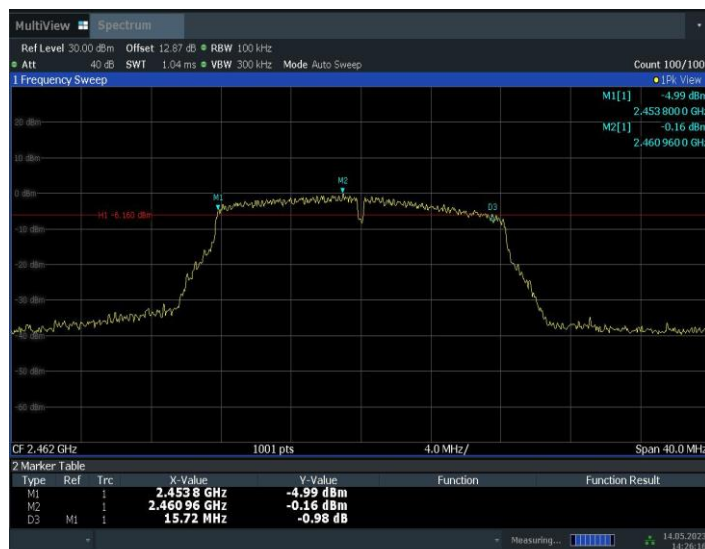 MultiView Spectrum
Ref Level 30.00 dBm Offset 12.87 dB RBW 100 kHz
Att 40 dB SWT 1.04 ms VBW 300 kHz Mode Auto Sweep Count 100/100
1 Frequency Sweep 1Pk View
M1[1] -4.99 dBm
2.453 800 0 GHz
20 dBm M2[1] -0.16 dBm
2.460 960 0 GHz
10 dBm
M2
0 dBm
M1
D3
H1 -6.160 dBm
-10 dBm
-20 dBm
-30 dBm
-40 dBm
-50 dBm
-60 dBm
CF 2.462 GHz 1001 pts 4.0 MHz/ Span 40.0 MHz
2 Marker Table
Type Ref Trc X-Value Y-Value Function Function Result
M1 1 2.453 8 GHz -4.99 dBm
M2 1 2.460 96 GHz -0.16 dBm
D3 M1 1 15.72 MHz -0.98 dB
Measuring... 14.05.2023
14:26:16